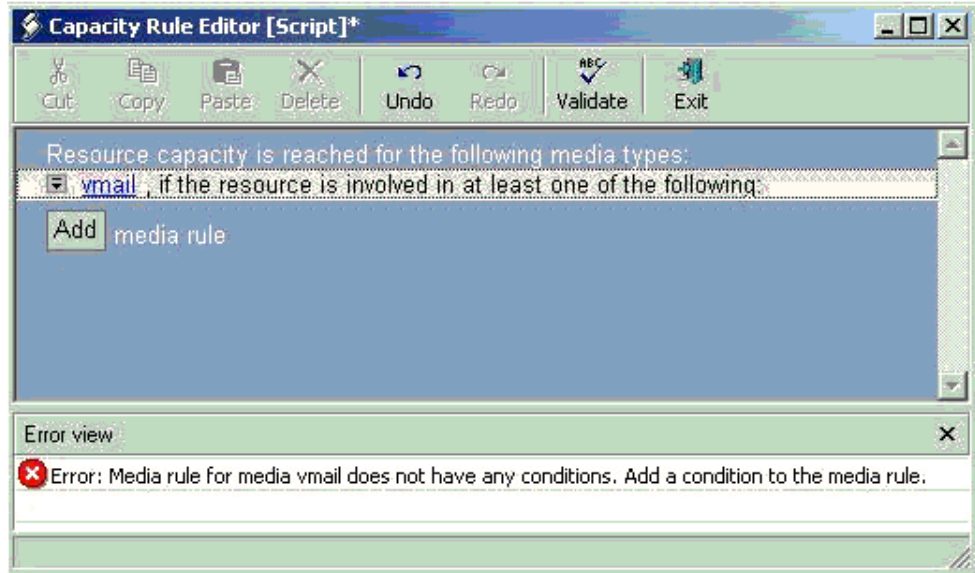 Capacity Rule Editor [Script]*
Cut Copy Paste Delete Undo Redo ABC Validate Exit
Resource capacity is reached for the following media types:
vmail , if the resource is involved in at least one of the following:
Add media rule
Error view
Error: Media rule for media vmail does not have any conditions. Add a condition to the media rule.